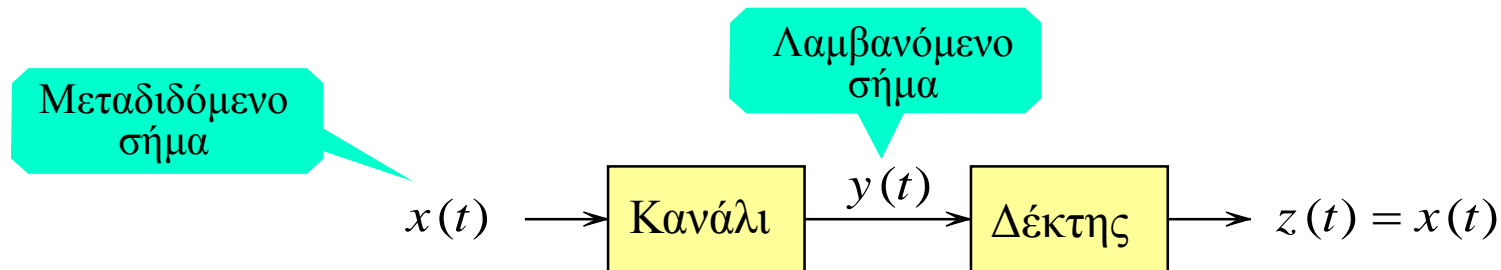 Μεταδιδόμενο
σήμα
Λαμβανόμενο
σήμα
x(t)
Κανάλι
y(t)
Δέκτης
z(t) = x(t)